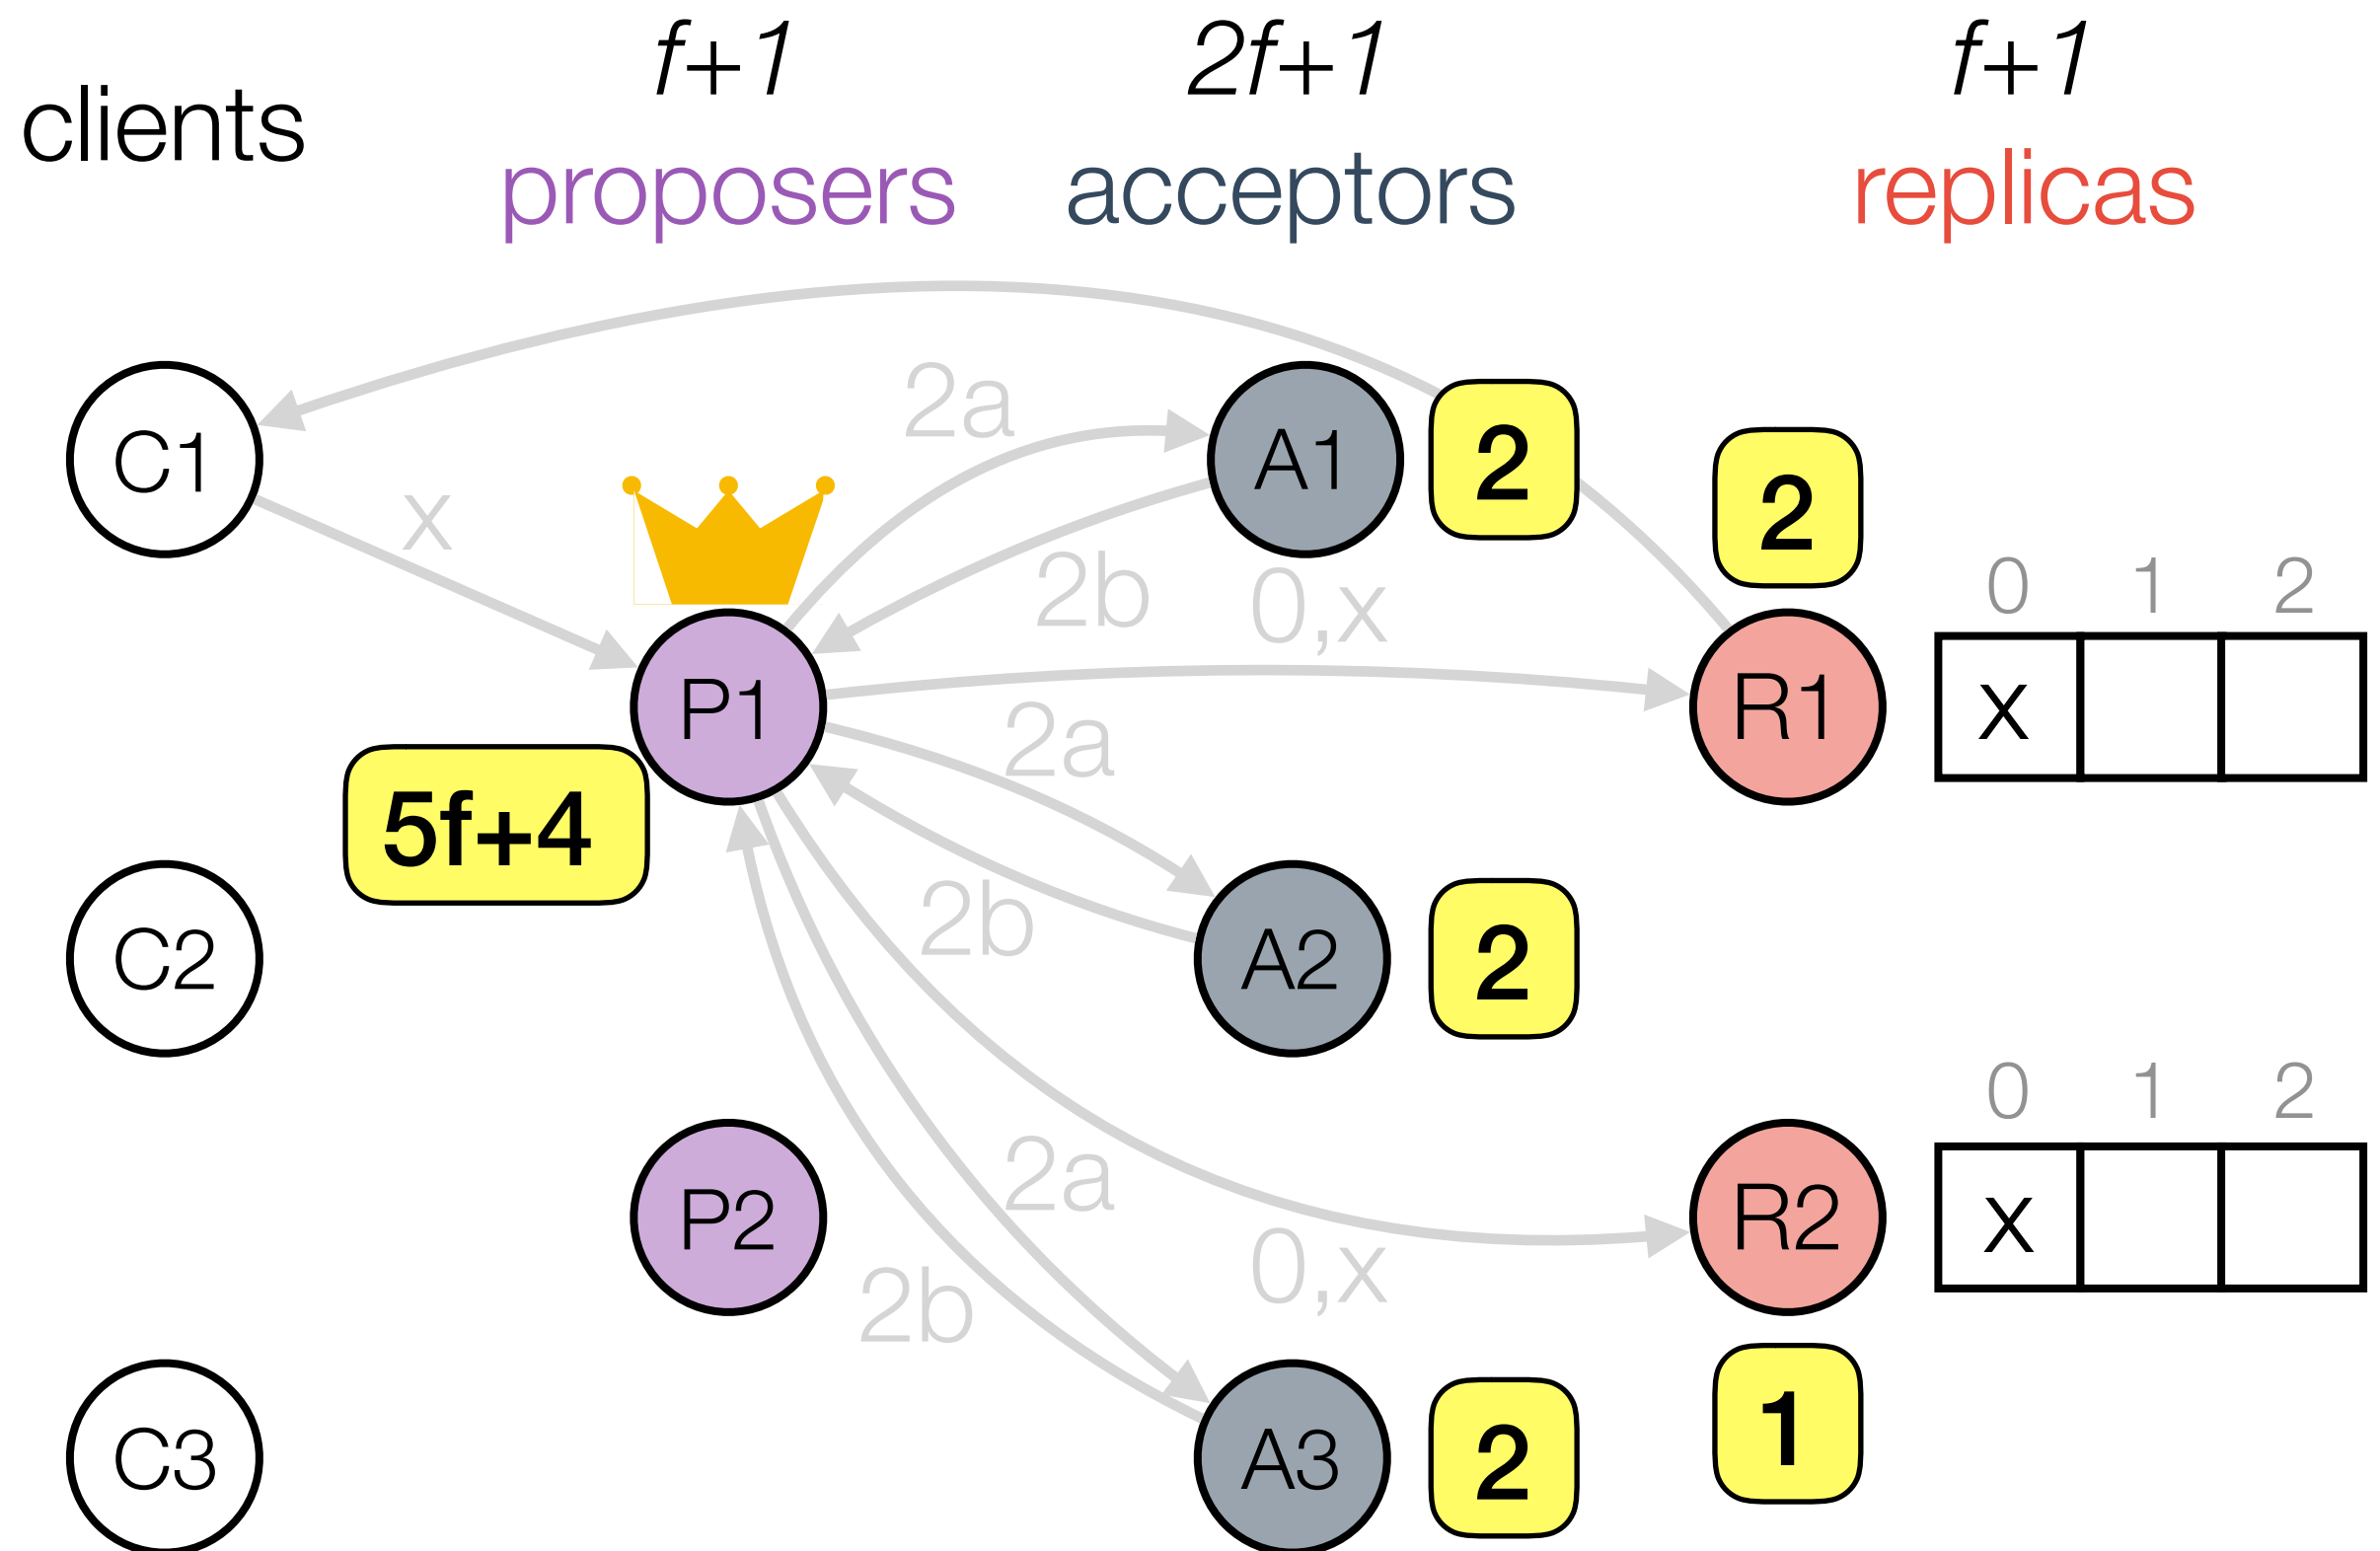 f+1
2f+1
f+1
clients
proposers
acceptors
replicas
2a
C1
A1
2
2
x
2b
0,x
0 1 2
P1
R1
x
2a
5f+4
2b
C2
A2
2
0 1 2
2a
P2
R2
x
0,x
2b
C3
A3
2
1